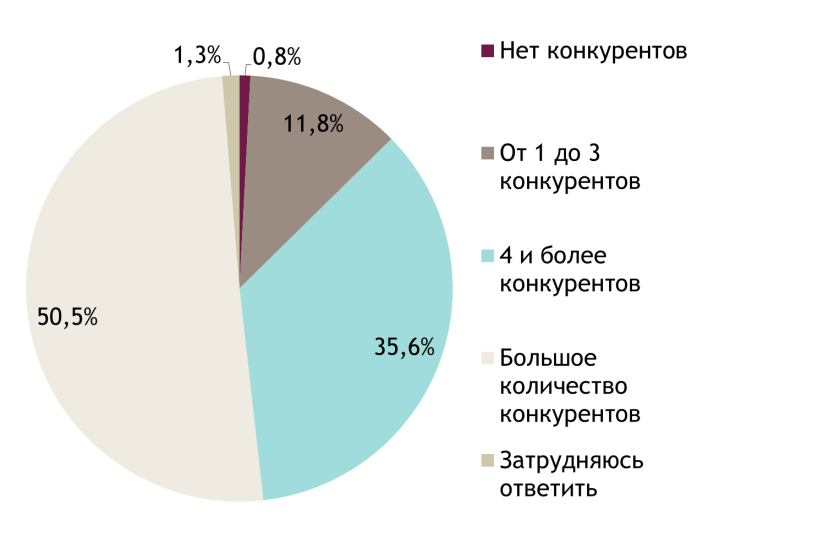 1,3%
0,8%
11,8%
50,5%
35,6%
Нет конкурентов
От 1 до 3
конкурентов
4 и более
конкурентов
Большое
количество
конкурентов
Затрудняюсь
ответить